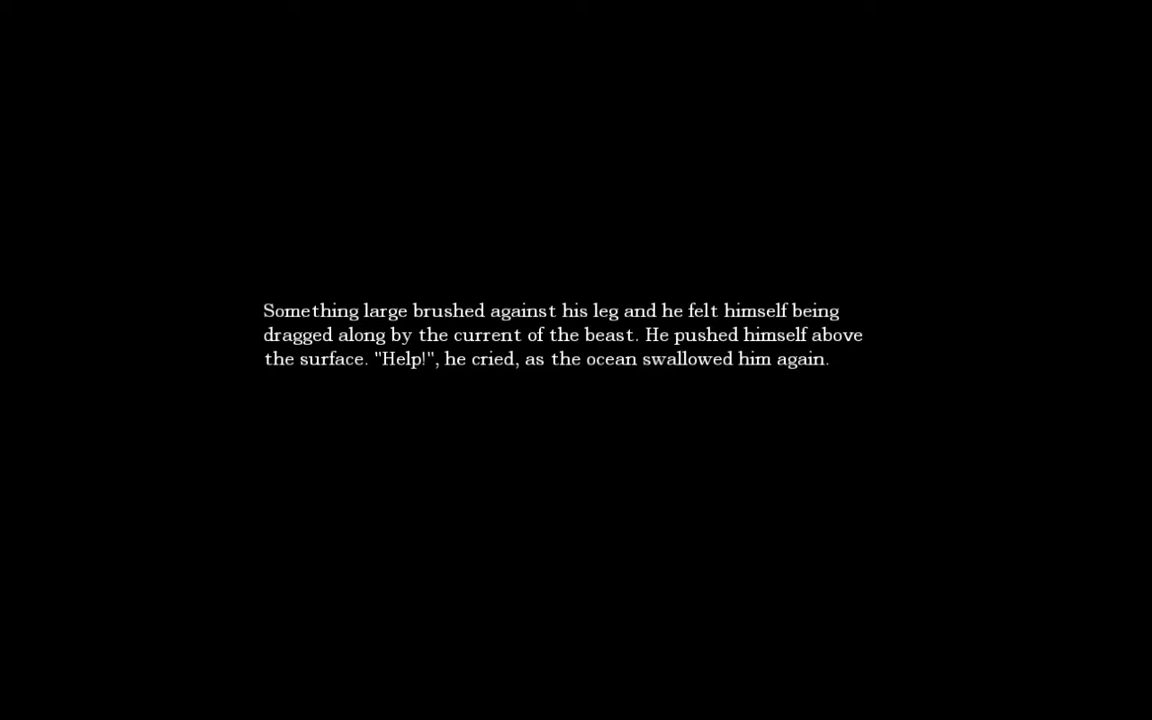 Something large brushed against his leg and he felt himself being
dragged along by the current of the beast. He pushed himself above
the surface. "Help!", he cried, as the ocean swallowed him again.